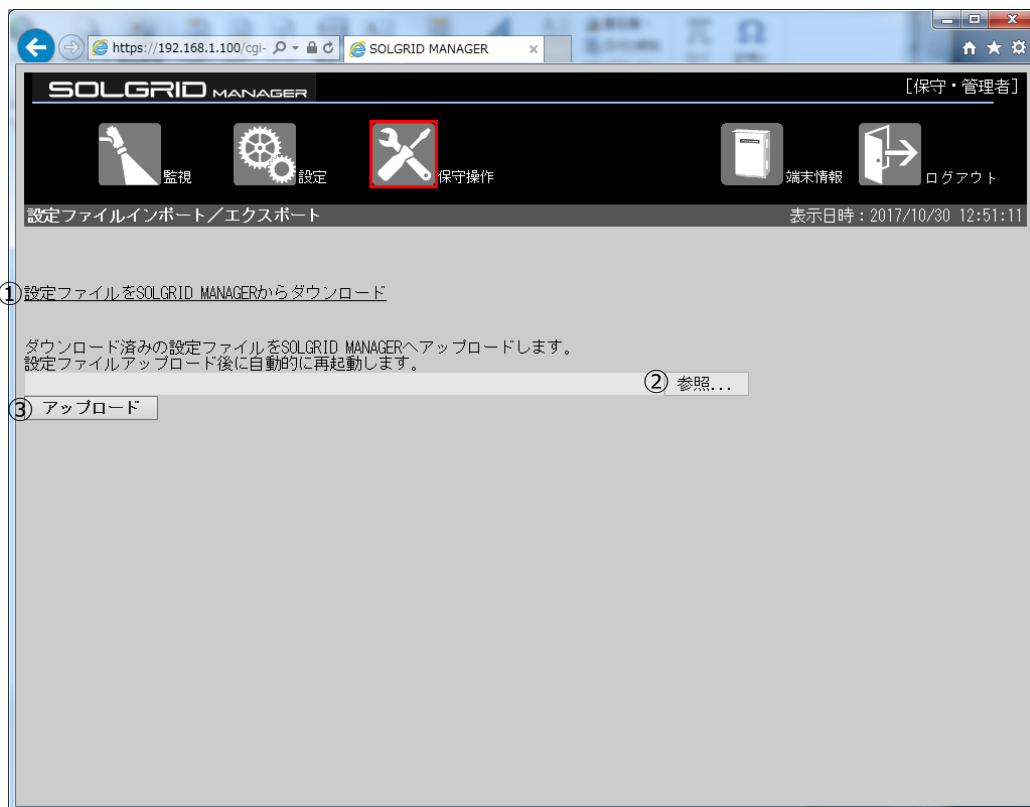 https://192.168.1.100/cgi-
SOLGRID MANAGER
SOLGRID MANAGER
[保守・管理者]
監視
設定
保守操作
端末情報
ログアウト
設定ファイルインポート／エクスポート
表示日時：2017/10/30 12:51:11
①設定ファイルをSOLGRID MANAGERからダウンロード
ダウンロード済みの設定ファイルをSOLGRID MANAGERへアップロードします。
設定ファイルアップロード後に自動的に再起動します。
② 参照...
③ アップロード